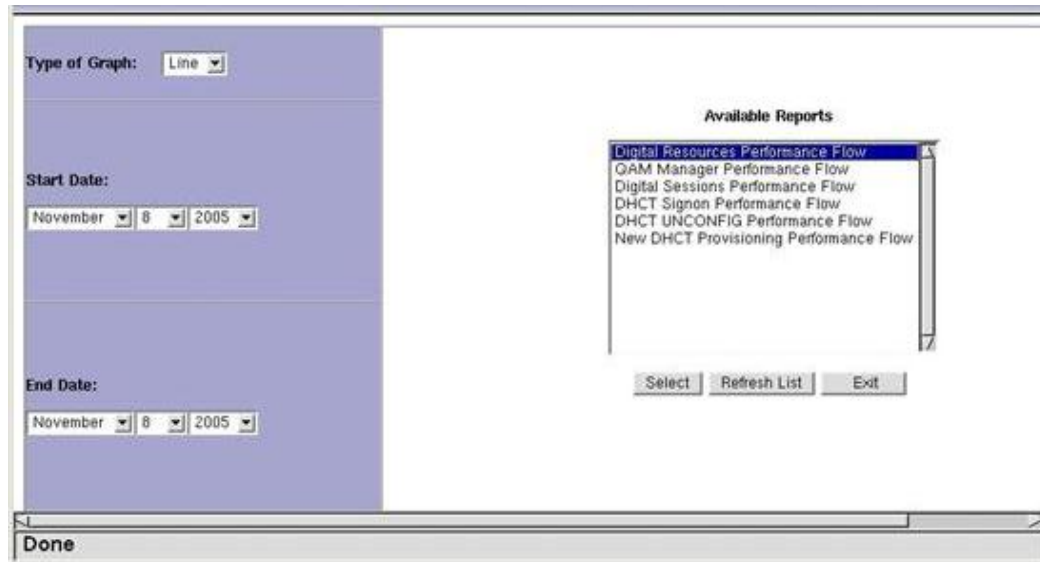 Type of Graph: Line
Start Date:
November 8 2005
End Date:
November 8 2005
Available Reports
Digital Resources Performance Flow
QAM Manager Performance Flow
Digital Sessions Performance Flow
DHCT Signon Performance Flow
DHCT UNCONFIG Performance Flow
New DHCT Provisioning Performance Flow
Select Refresh List Exit
Done